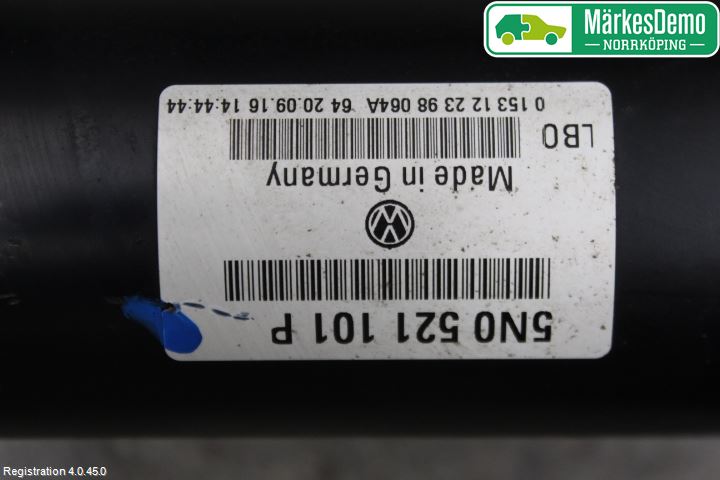 MärkesDemo
NORRKÖPING
5N0 521 101 P
Made in Germany
LBO
0 153 12 23 98 064A 64 20.09.16 14:44:44
Registration 4.0.45.0